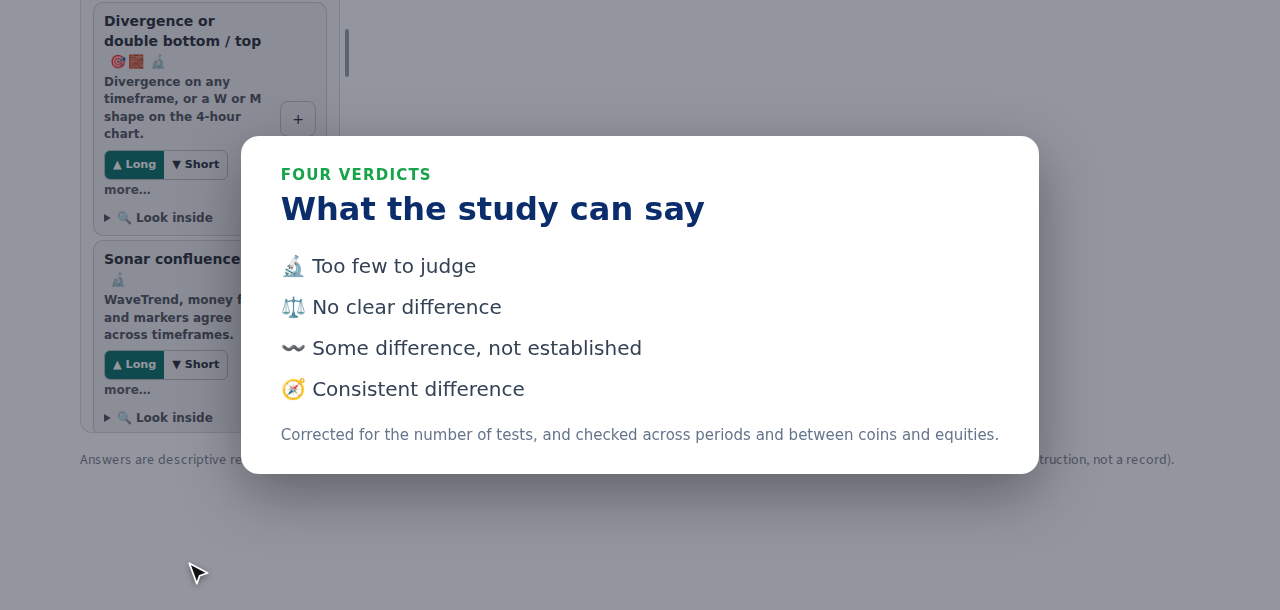 Divergence or
double bottom / top
Divergence on any
timeframe, or a W or M
shape on the 4-hour
chart.
+
▲ Long ▼ Short
more...
▶ Look inside
Sonar confluence
WaveTrend, money
and markers agree
across timeframes.
▲ Long ▼ Short
more...
▶ Look inside
FOUR VERDICTS
What the study can say
Too few to judge
No clear difference
Some difference, not established
Consistent difference
Corrected for the number of tests, and checked across periods and between coins and equities.
Answers are descriptive
not a record).